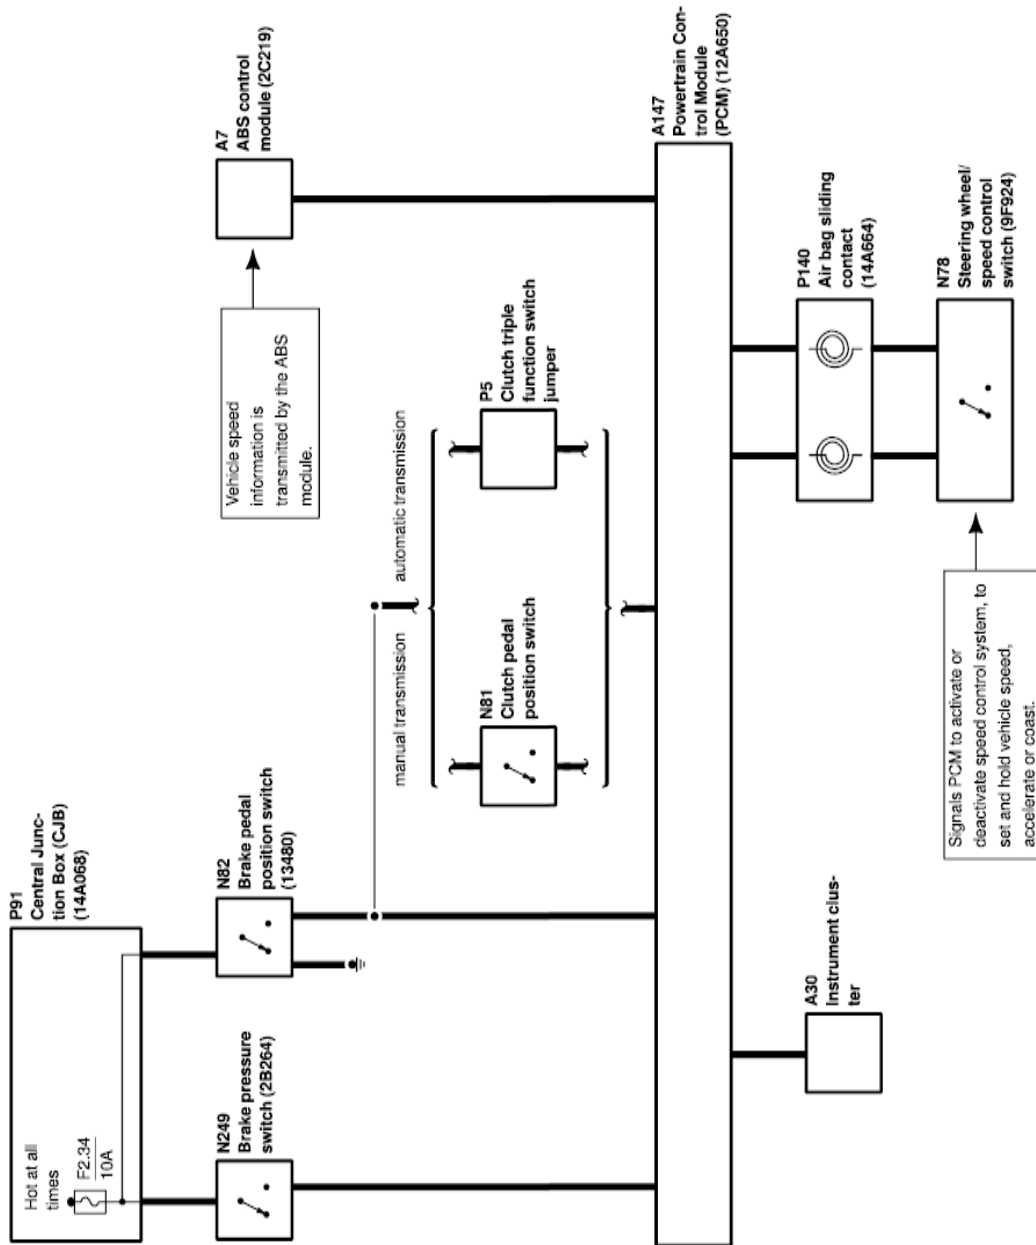 P91
Central Junc-
tion Box (CJB)
(14A068)
Hot at all
times
F2.34
10A
N249
Brake pressure
switch (2B264)
N82
Brake pedal
position switch
(13480)
Vehicle speed
information is
transmitted by the ABS
module.
A7
ABS control
module (2C219)
manual transmission
automatic transmission
N81
Clutch pedal
position switch
P5
Clutch triple
function switch
jumper
A147
Powertrain Con-
trol Module
(PCM) (12A650)
A30
Instrument clus-
ter
P140
Air bag sliding
contact
(14A664)
Signals PCM to activate or
deactivate speed control system, to
set and hold vehicle speed,
accelerate or coast.
N78
Steering wheel/
speed control
switch (9F924)